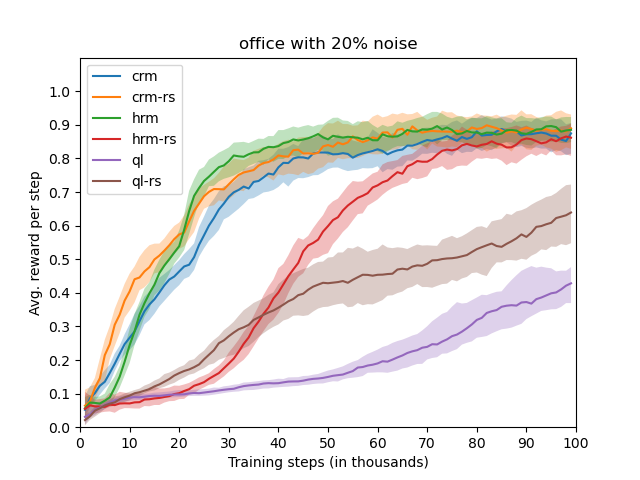 office with 20% noise
crm
crm-rs
hrm
hrm-rs
ql
ql-rs
Avg. reward per step
1.0
0.9
0.8
0.7
0.6
0.5
0.4
0.3
0.2
0.1
0.0
0 10 20 30 40 50 60 70 80 90 100
Training steps (in thousands)